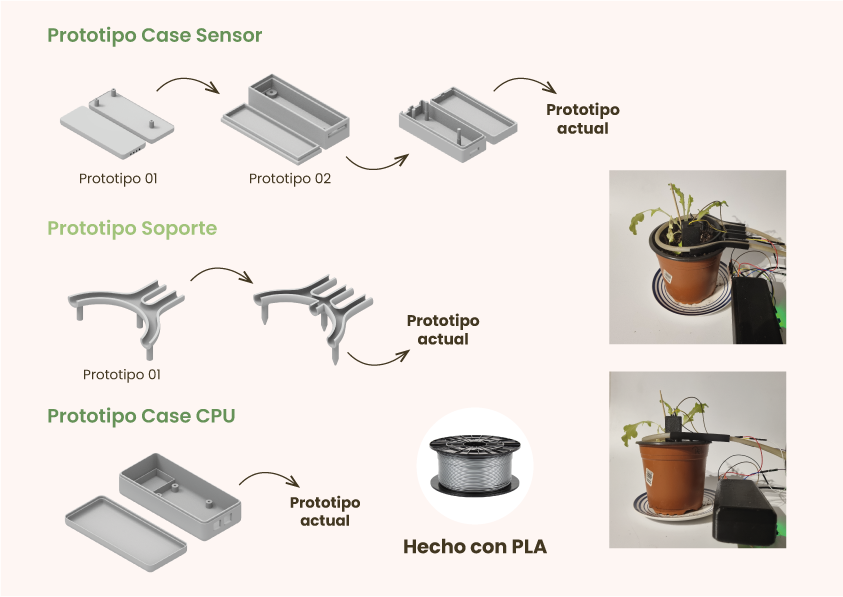 Prototipo Case Sensor
Prototipo
actual
Prototipo 01
Prototipo 02
Prototipo Soporte
Prototipo
actual
Prototipo 01
Prototipo Case CPU
Prototipo
actual
Hecho con PLA